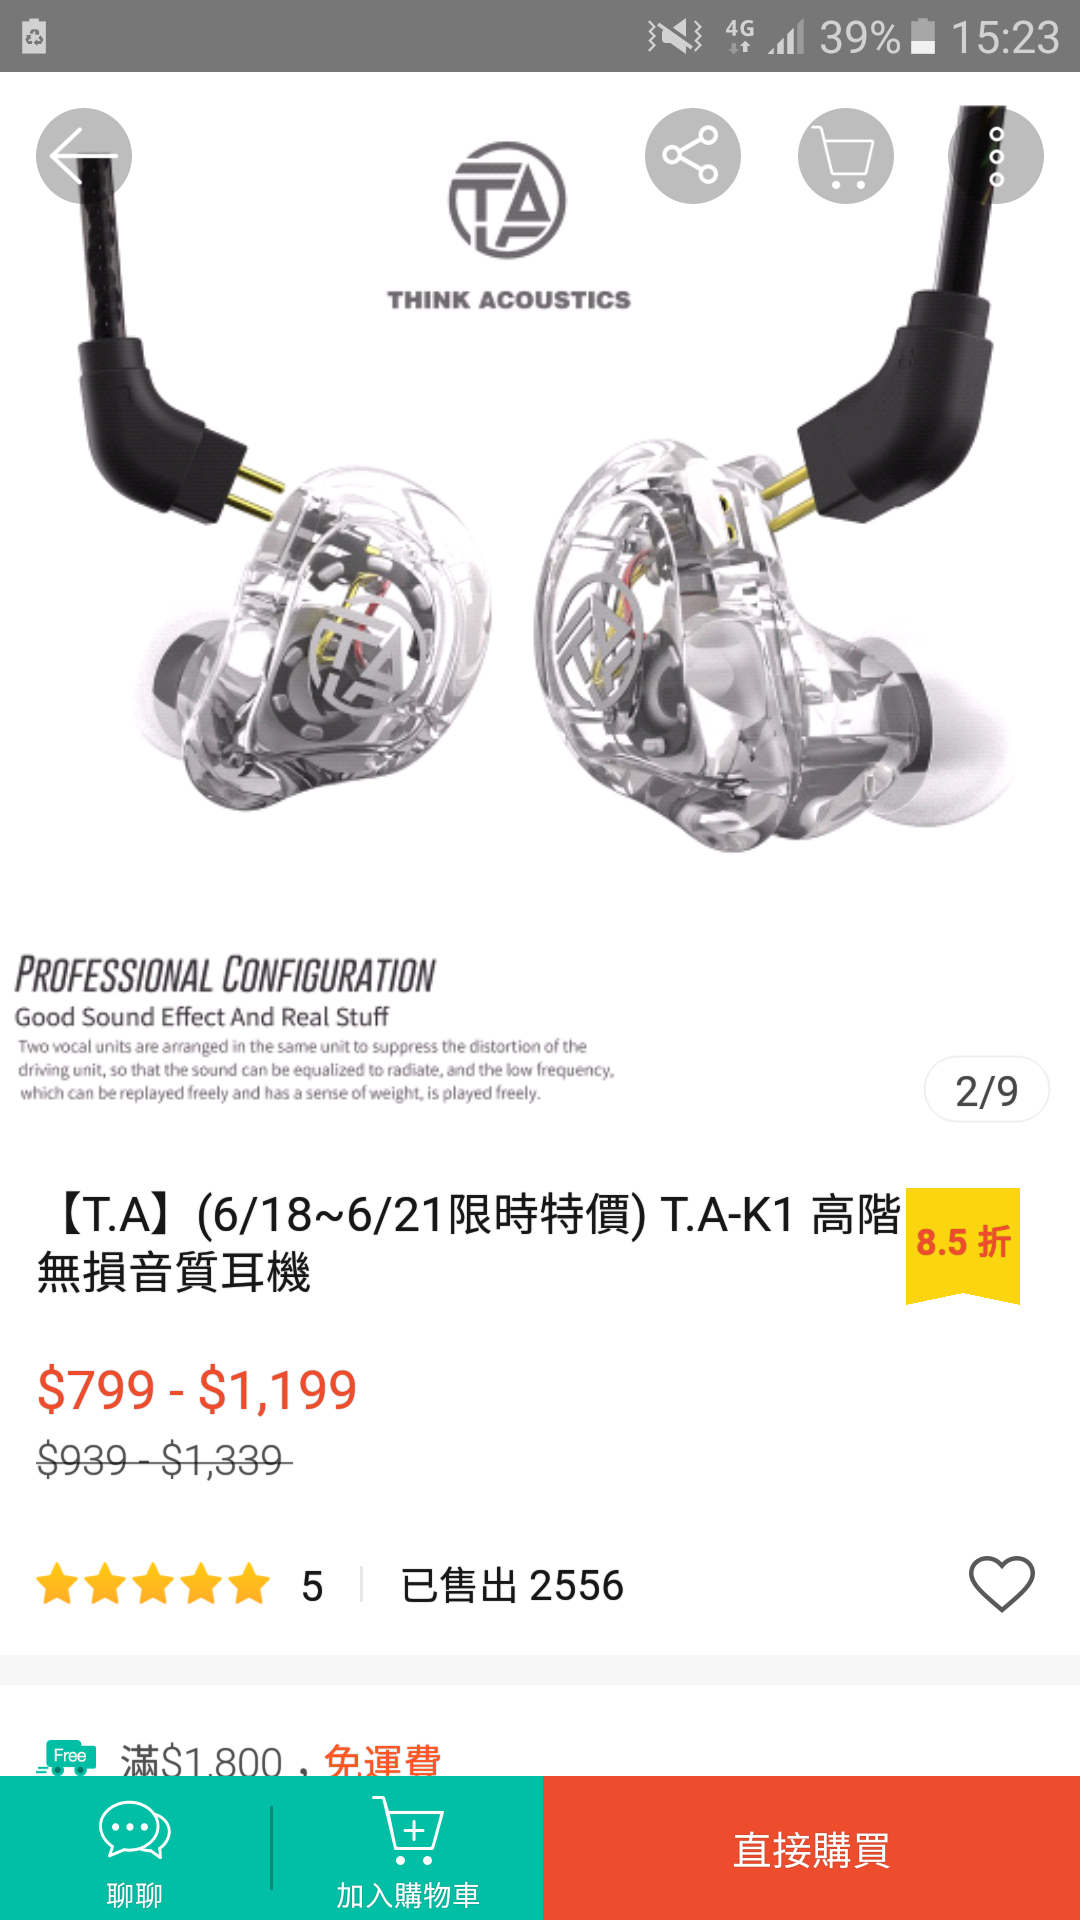 4G 39% 15:23
TA
THINK ACOUSTICS
TA
PROFESSIONAL CONFIGURATION
Good Sound Effect And Real Stuff
Two vocal units are arranged in the same unit to suppress the distortion of the
driving unit, so that the sound can be equalized to radiate, and the low frequency,
which can be replayed freely and has a sense of weight, is played freely.
2/9
【T.A】(6/18~6/21限時特價) T.A-K1 高階
無損音質耳機
8.5 折
$799 - $1,199
$939 - $1,339
5 已售出 2556
Free 滿$1,800，免運費
聊聊
加入購物車
直接購買